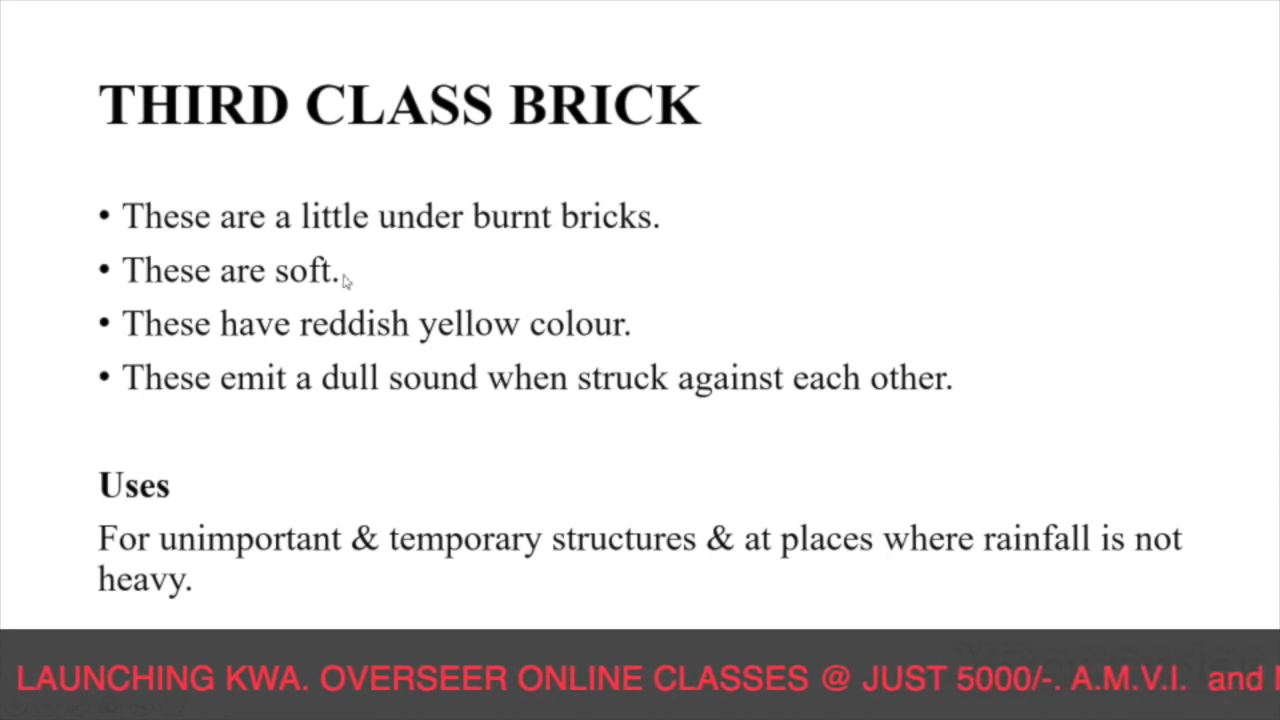 THIRD CLASS BRICK
• These are a little under burnt bricks.
• These are soft.
• These have reddish yellow colour.
• These emit a dull sound when struck against each other.
Uses
For unimportant & temporary structures & at places where rainfall is not
heavy.
LAUNCHING KWA. OVERSEER ONLINE CLASSES @ JUST 5000/-. A.M.V.I. and